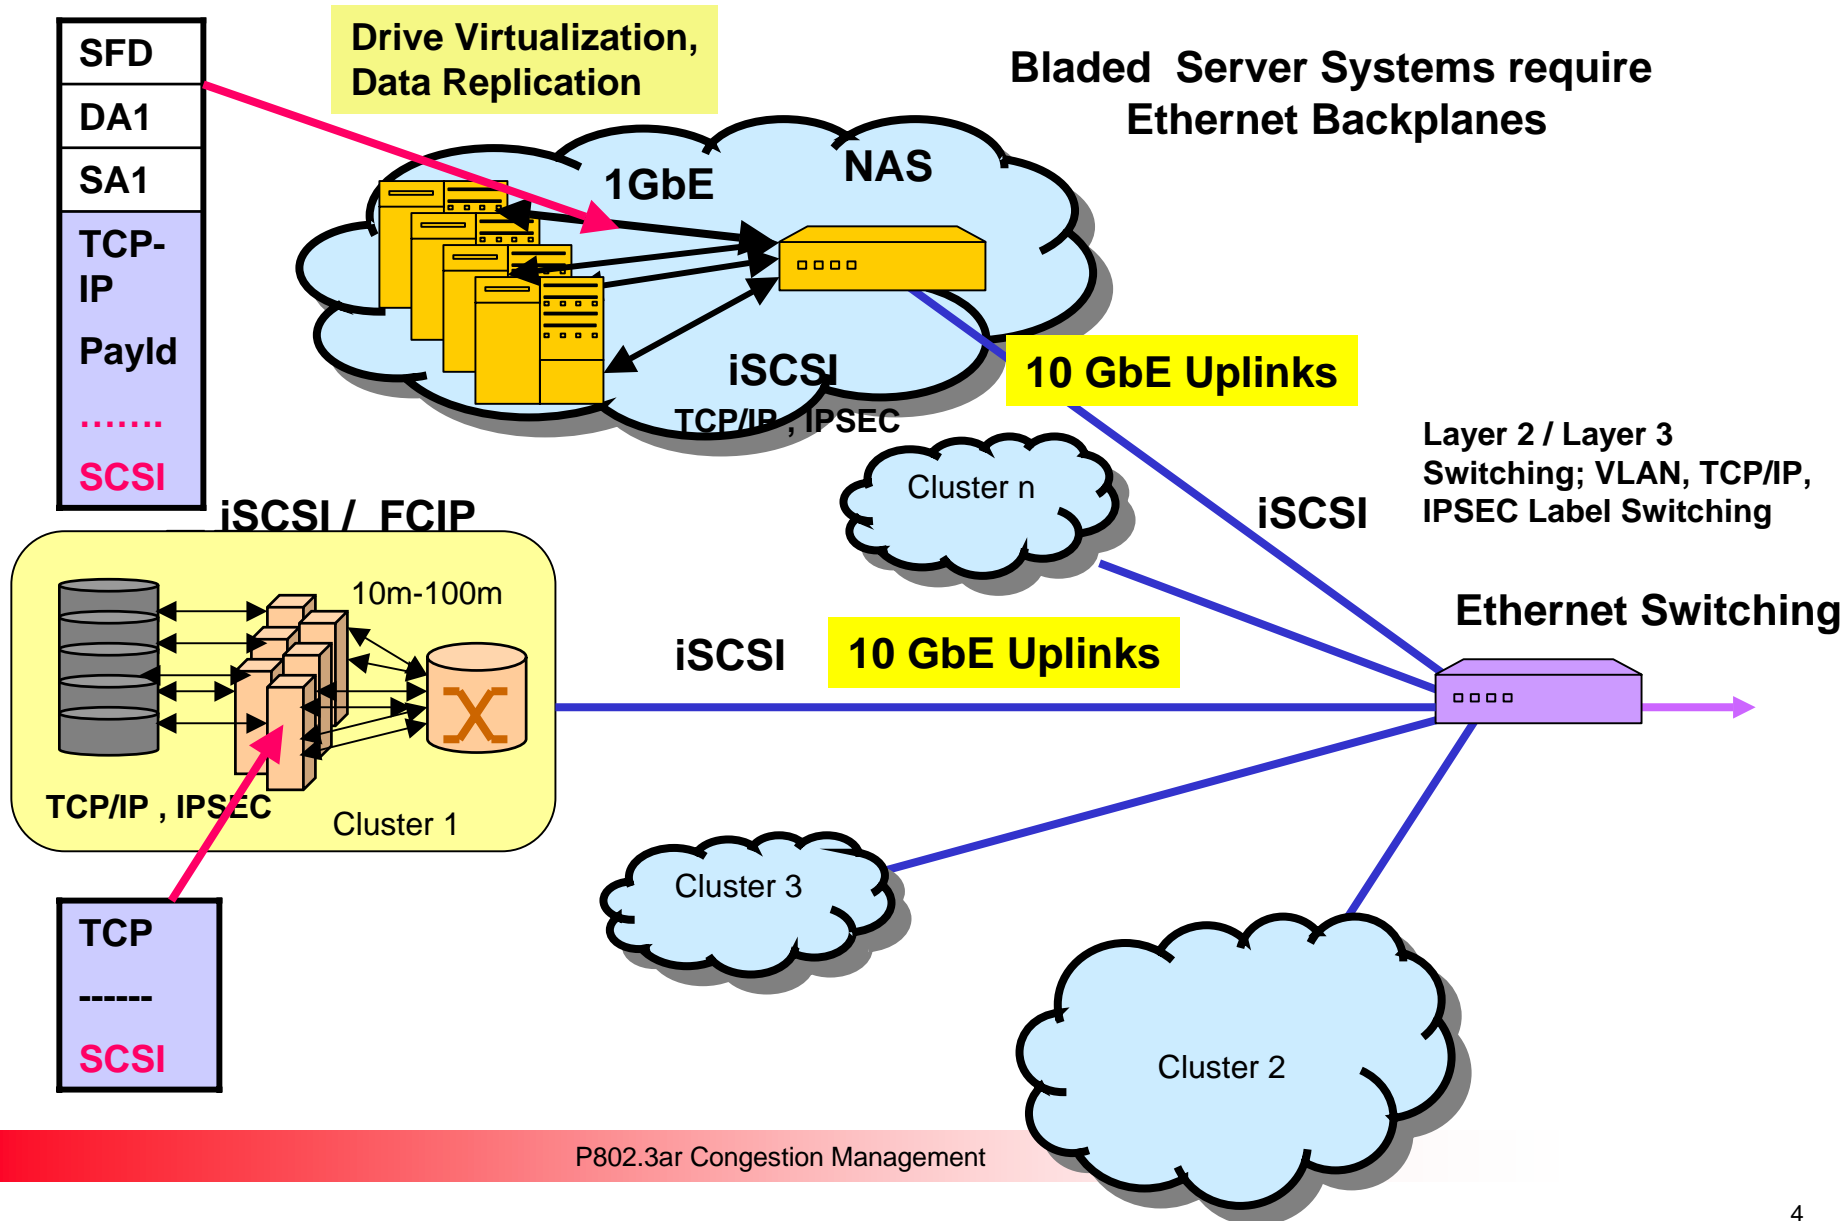 SFD
DA1
SA1
TCP-
IP
Payld
.......
SCSI
Drive Virtualization,
Data Replication
Bladed Server Systems require
Ethernet Backplanes
1GbE
NAS
iSCSI
TCP/IP , IPSEC
10 GbE Uplinks
Layer 2 / Layer 3
Switching; VLAN, TCP/IP,
IPSEC Label Switching
Cluster n
iSCSI
iSCSI / FCIP
10m-100m
TCP/IP , IPSEC
Cluster 1
iSCSI
10 GbE Uplinks
Ethernet Switching
Cluster 3
TCP
------
SCSI
Cluster 2
P802.3ar Congestion Management
4